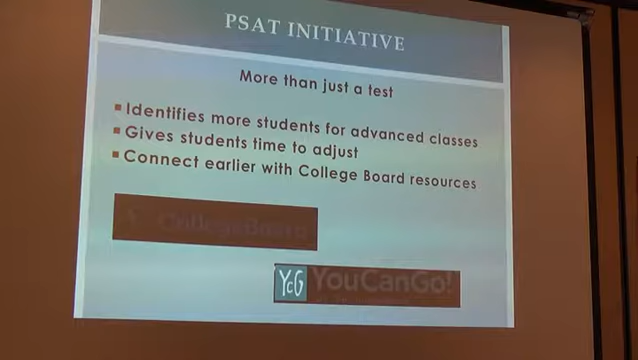 PSAT INITIATIVE
More than just a test
▪Identifies more students for advanced classes
▪Gives students time to adjust
▪Connect earlier with College Board resources
CollegeBoard
YcG YouCanGo!